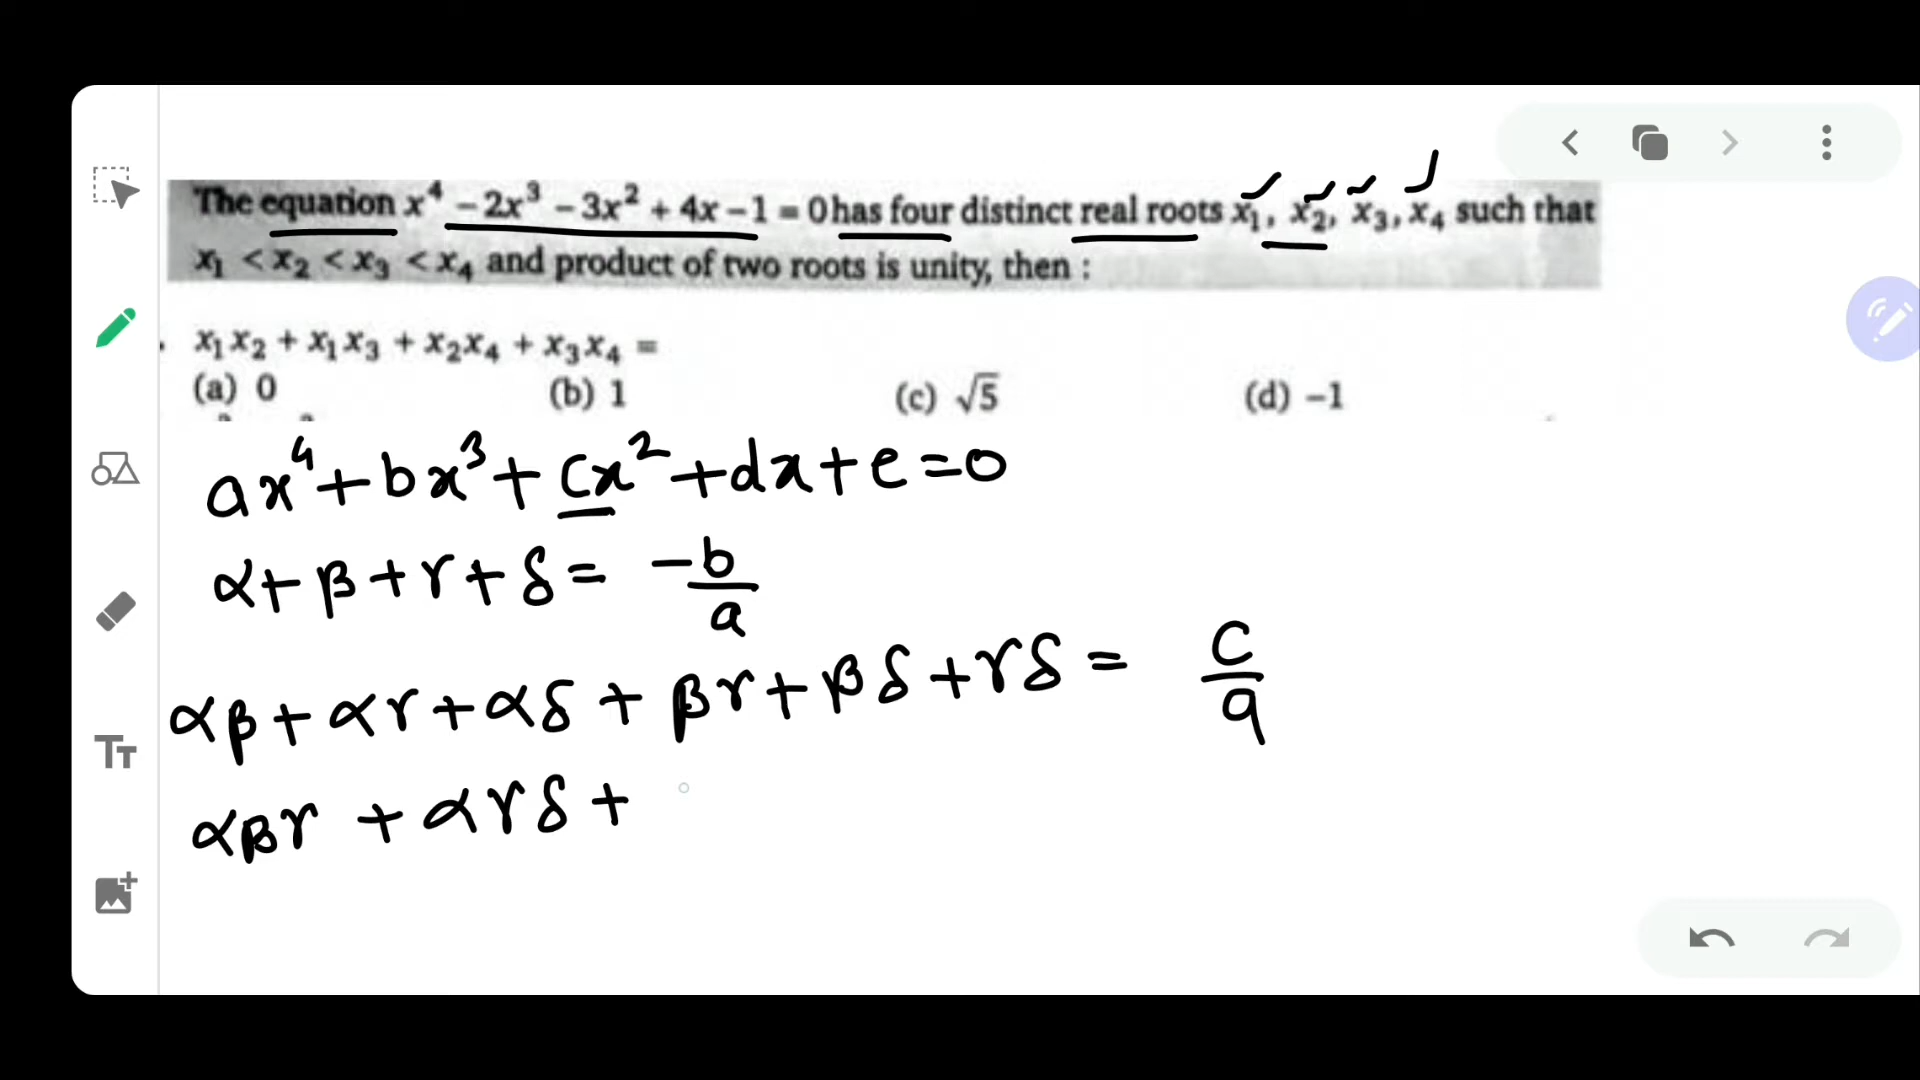 The equation x⁴ – 2x³ – 3x² + 4x – 1 = 0 has four distinct real roots x₁, x₂, x₃, x₄ such that
x₁ < x₂ < x₃ < x₄ and product of two roots is unity, then :
x₁x₂ + x₁x₃ + x₂x₄ + x₃x₄ =
(a) 0 (b) 1 (c) √5 (d) –1
ax⁴+bx³+cx²+dx+e=0
α+β+γ+δ= -b/a
αβ+αγ+αδ+βγ+βδ+γδ= c/a
αβγ+αγδ+
Tт